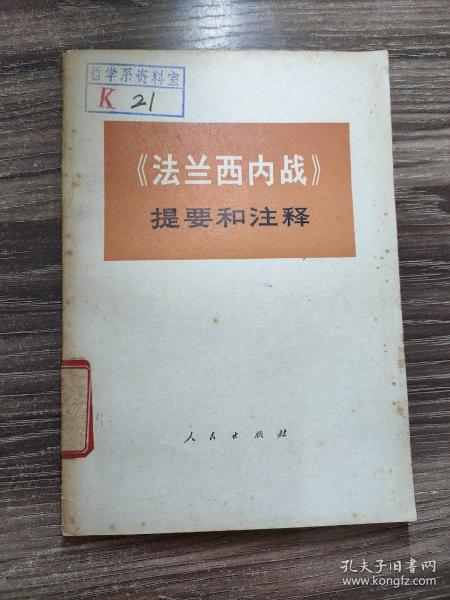 哲学系资料室
K 21
《法兰西内战》
提要和注释
人民出版社
孔夫子旧书网
www.kongfz.com